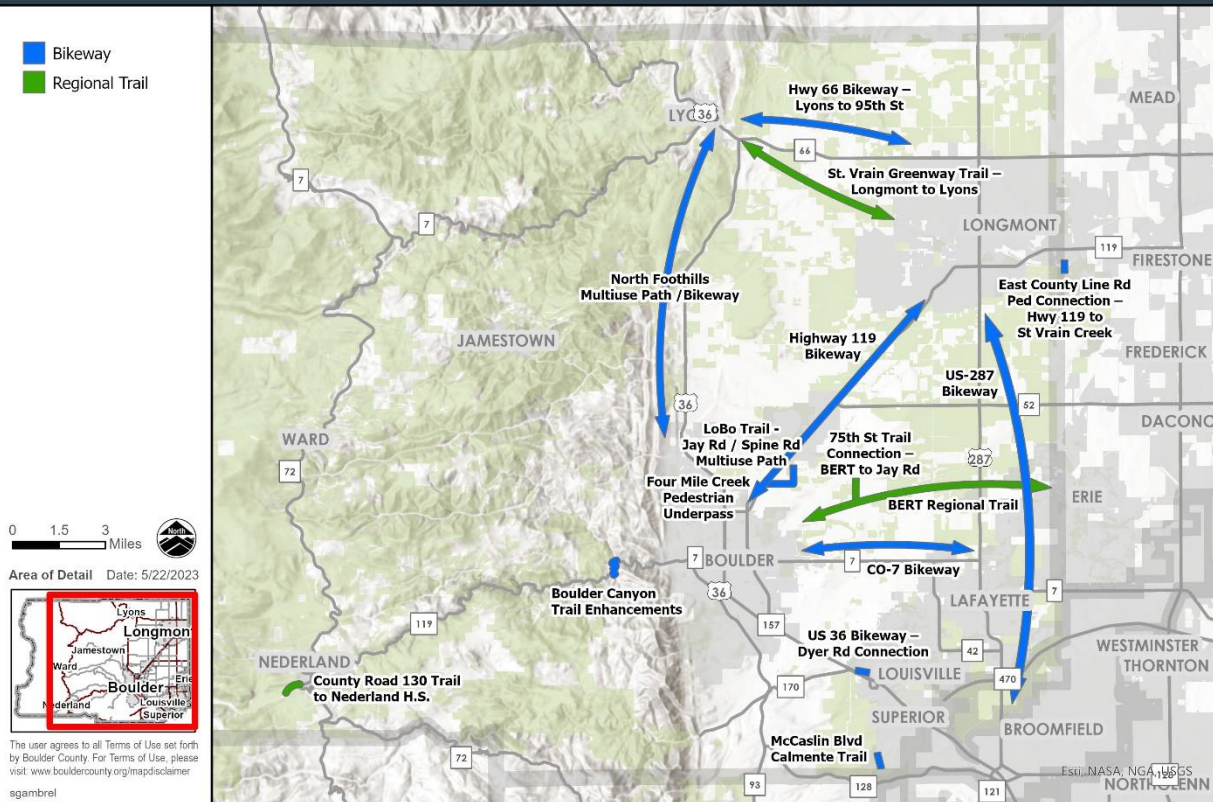 Bikeway
Regional Trail
Hwy 66 Bikeway –
Lyons to 95th St
MEAD
36
66
St. Vrain Greenway Trail –
Longmont to Lyons
7
7
LONGMONT
119
FIRESTONE
North Foothills
Multiuse Path /Bikeway
East County Line Rd
Ped Connection –
Hwy 119 to
St Vrain Creek
JAMESTOWN
Highway 119
Bikeway
FREDERICK
US-287
Bikeway
36
52
DACONO
WARD
LoBo Trail -
Jay Rd / Spine Rd
Multiuse Path
75th St Trail
Connection –
BERT to Jay Rd
287
72
Four Mile Creek
Pedestrian
Underpass
BERT Regional Trail
ERIE
0 1.5 3
Miles
North
7
BOULDER
7
CO-7 Bikeway
Area of Detail Date: 5/22/2023
Boulder Canyon
Trail Enhancements
36
LAFAYETTE
7
Lyons
Longmont
Jamestown
Ward
Boulder
Erie
Nederland
Louisville
Superior
119
157
US 36 Bikeway –
Dyer Rd Connection
42
WESTMINSTER
THORNTON
NEDERLAND
County Road 130 Trail
to Nederland H.S.
170
LOUISVILLE
470
SUPERIOR
BROOMFIELD
The user agrees to all Terms of Use set forth
by Boulder County. For Terms of Use, please
visit: www.bouldercounty.org/mapdisclaimer
sgambrel
72
McCaslin Blvd
Calmente Trail
93
128
121
128
Esri, NASA, NGA, USGS
NORTHGLENN